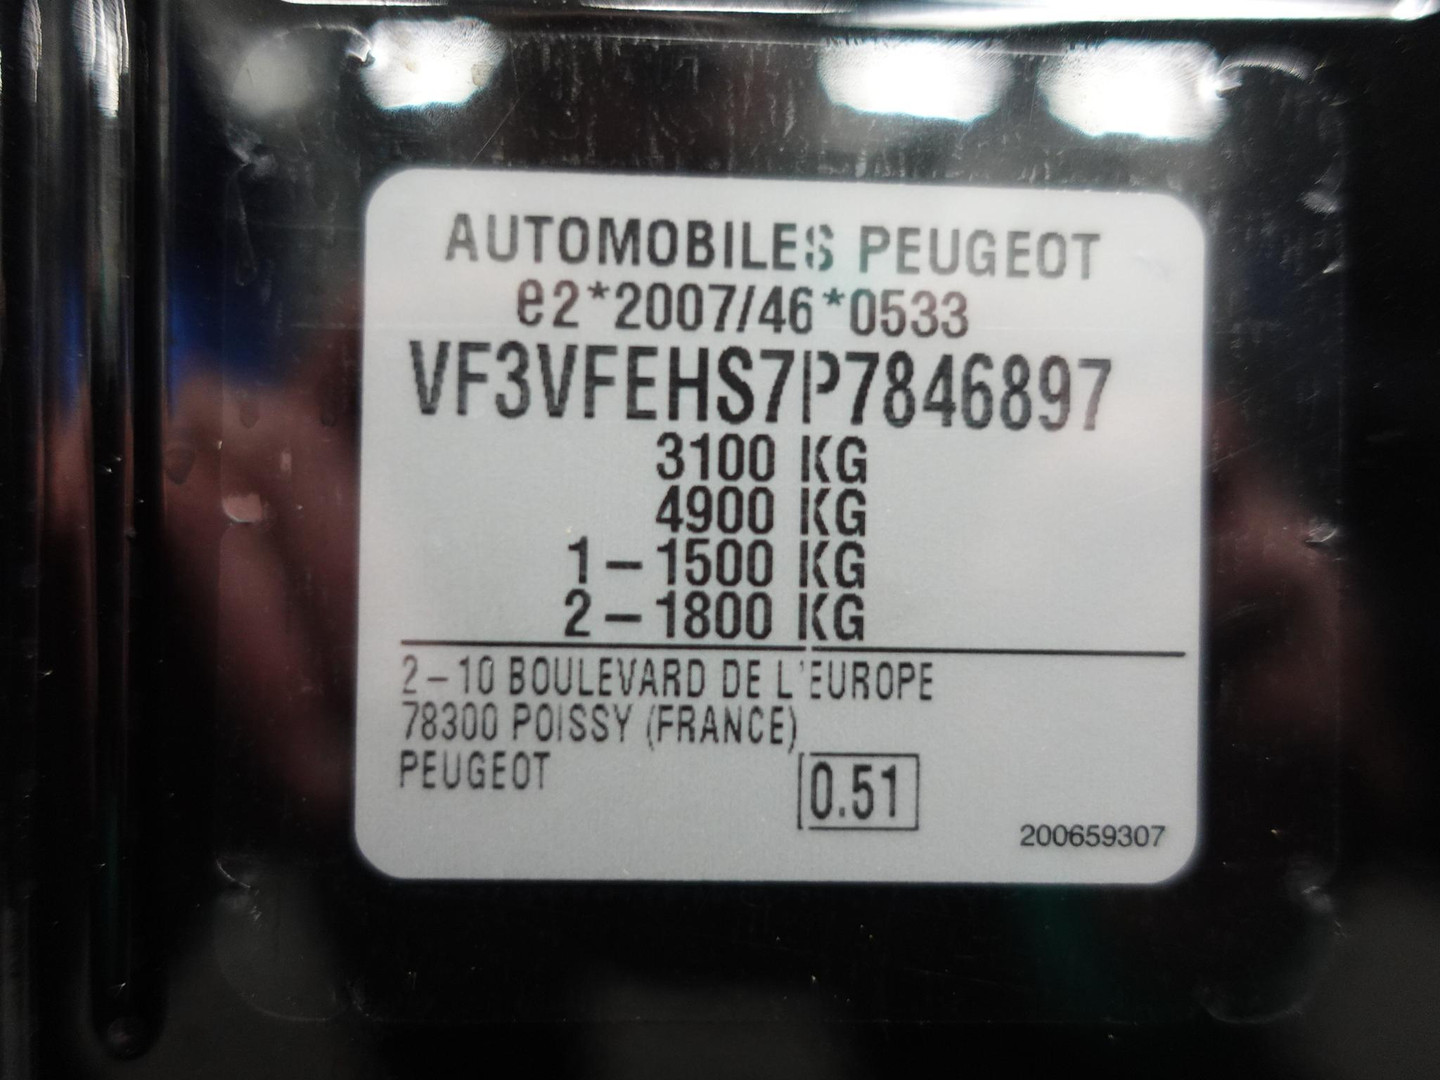 AUTOMOBILES PEUGEOT
e2*2007/46*0533
VF3VFEHS7P7846897
3100 KG
4900 KG
1-1500 KG
2-1800 KG
2-10 BOULEVARD DE L'EUROPE
78300 POISSY (FRANCE)
PEUGEOT
0.51
200659307